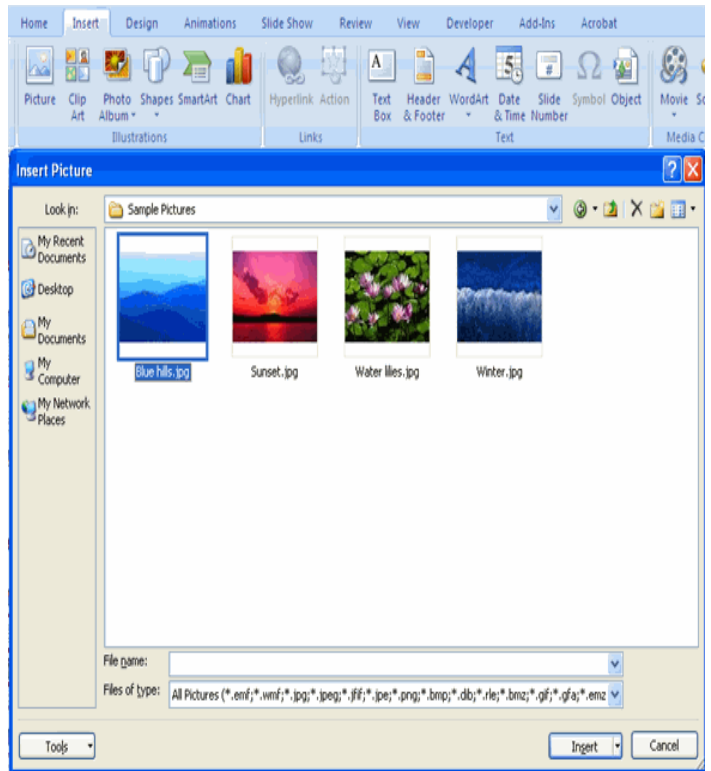 Home Insert Design Animations Slide Show Review View Developer Add-Ins Acrobat
Picture Clip Art Photo Album Shapes SmartArt Chart Hyperlink Action Text Box Header & Footer WordArt Date & Time Slide Number Symbol Object Movie
Illustrations Links Text Media
Insert Picture
Look in: Sample Pictures
My Recent Documents
Desktop
My Documents
My Computer
My Network Places
Blue hills.jpg Sunset.jpg Water lilies.jpg Winter.jpg
File name:
Files of type: All Pictures (*.emf;*.wmf;*.jpg;*.jpeg;*.jfif;*.jpe;*.png;*.bmp;*.dib;*.rle;*.bmz;*.gif;*.gfa;*.emz
Tools Insert Cancel